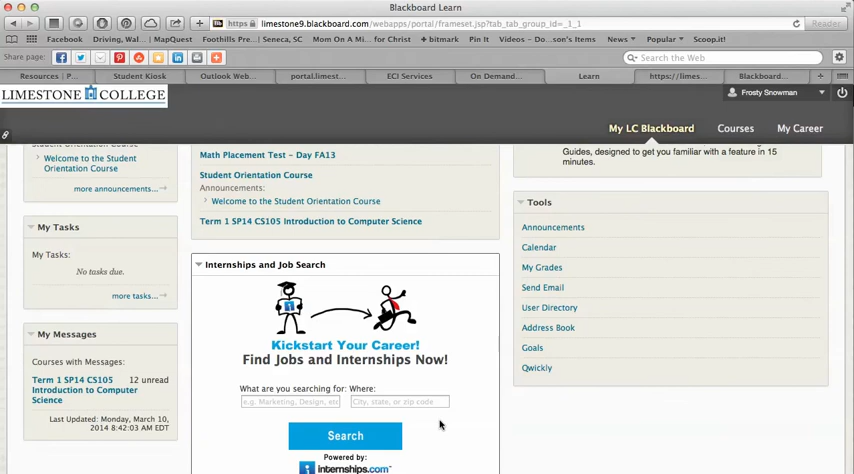 Blackboard Learn
https limestone9.blackboard.com/webapps/portal/frameset.jsp?tab_tab_group_id=_1_1
Reader
Facebook Driving, Wal/MapQuest Foothills Pre... | Seneca, SC Mom On A Mi... for Christ + bitmark Pin It Videos – Do...son's Items News Popular Scoop.it!
Share page:
Search the Web
Resources | P... Student Kiosk Outlook Web... portal.limest... ECI Services On Demand... Learn https://limes... Blackboard...
LIMESTONE COLLEGE
Frosty Snowman
My LC Blackboard Courses My Career
Student Orientation Course
Welcome to the Student
Orientation Course
more announcements...
My Tasks
My Tasks:
No tasks due.
more tasks...
My Messages
Courses with Messages:
Term 1 SP14 CS105 12 unread
Introduction to Computer
Science
Last Updated: Monday, March 10,
2014 8:42:03 AM EDT
Math Placement Test – Day FA13
Student Orientation Course
Announcements:
Welcome to the Student Orientation Course
Term 1 SP14 CS105 Introduction to Computer Science
Internships and Job Search
Kickstart Your Career!
Find Jobs and Internships Now!
What are you searching for: Where:
e.g. Marketing, Design, etc City, state, or zip code
Search
Powered by:
internships.com
Guides, designed to get you familiar with a feature in 15
minutes.
Tools
Announcements
Calendar
My Grades
Send Email
User Directory
Address Book
Goals
Qwickly